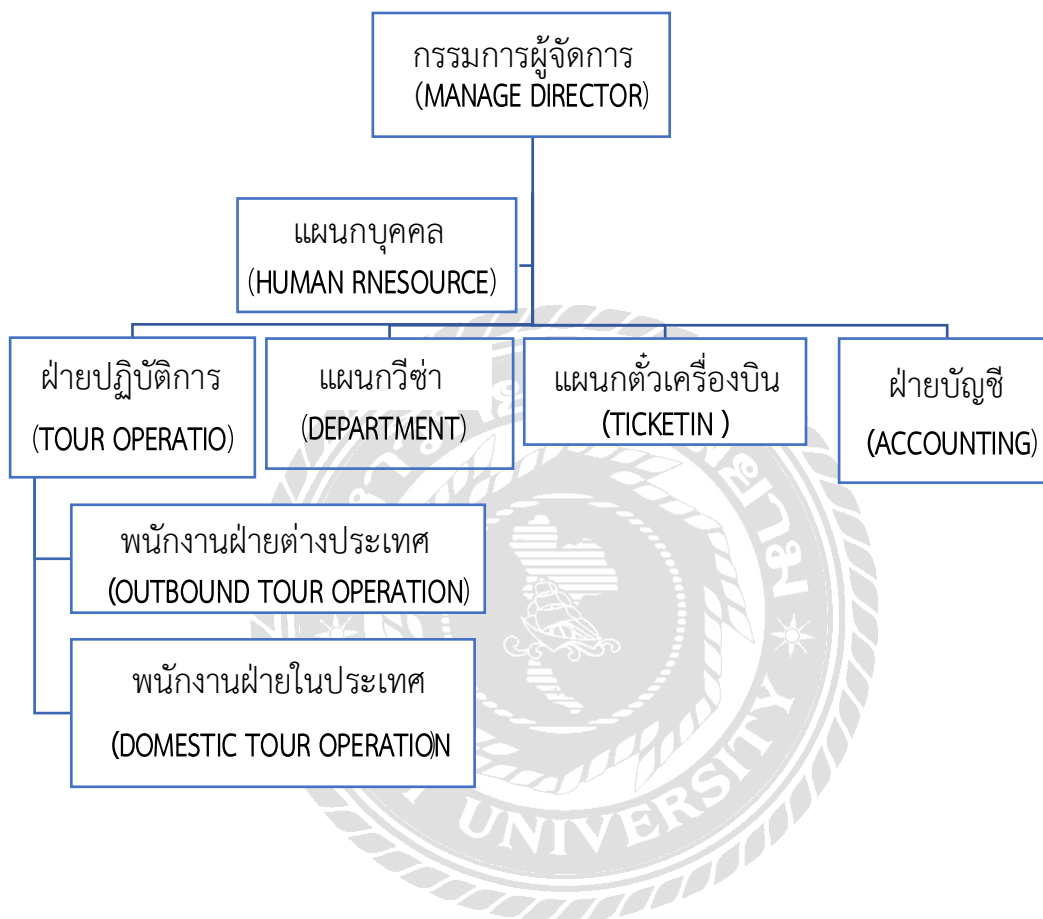 กรรมการผู้จัดการ
(MANAGE DIRECTOR)
แผนกบุคคล
(HUMAN RNESOURCE)
ฝ่ายปฏิบัติการ
(TOUR OPERATIO)
แผนกวีซ่า
(DEPARTMENT)
แผนกตั๋วเครื่องบิน
(TICKETIN )
ฝ่ายบัญชี
(ACCOUNTING)
พนักงานฝ่ายต่างประเทศ
(OUTBOUND TOUR OPERATION)
พนักงานฝ่ายในประเทศ
(DOMESTIC TOUR OPERATION)
UNIVERSITY